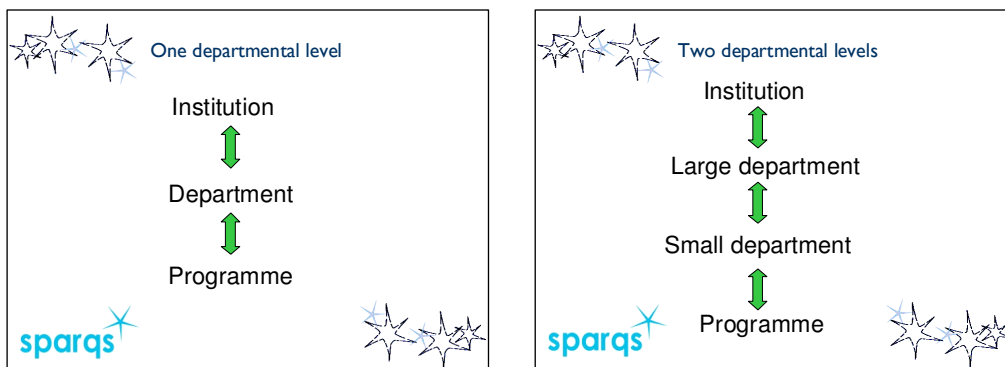 One departmental level
Institution
Department
Programme
sparqs
Two departmental levels
Institution
Large department
Small department
Programme
sparqs